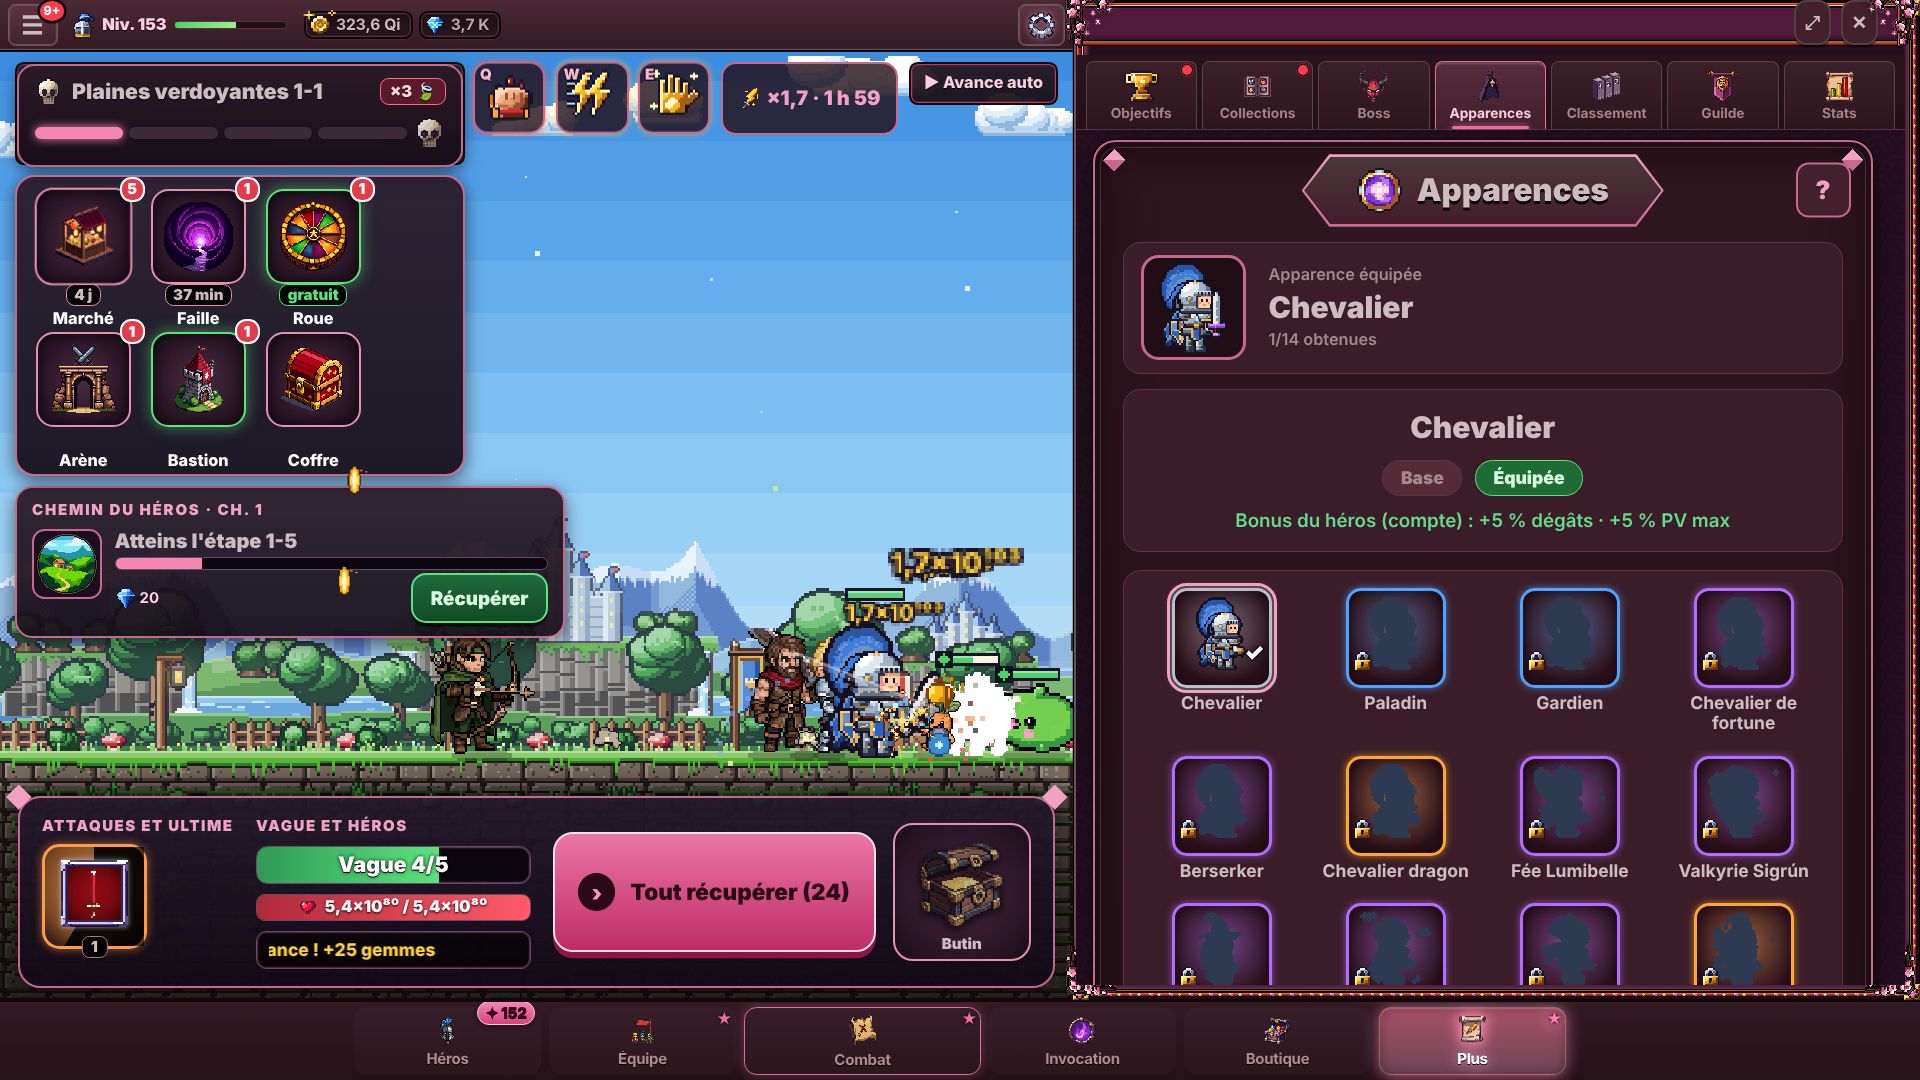 9+
Niv. 153
323,6 Qi
3,7 K
Plaines verdoyantes 1-1
×3
Q
W
E
×1,7 · 1 h 59
Avance auto
5
1
1
4 j
37 min
gratuit
Marché
Faille
Roue
1
1
Arène
Bastion
Coffre
CHEMIN DU HÉROS · CH. 1
Atteins l'étape 1-5
20
Récupérer
1,7×10¹⁸³
ATTAQUES ET ULTIME
1
VAGUE ET HÉROS
Vague 4/5
5,4×10⁸⁰ / 5,4×10⁸⁰
ance ! +25 gemmes
Tout récupérer (24)
Butin
Objectifs
Collections
Boss
Apparences
Classement
Guilde
Stats
Apparences
?
Apparence équipée
Chevalier
1/14 obtenues
Chevalier
Base
Équipée
Bonus du héros (compte) : +5 % dégâts · +5 % PV max
Chevalier
Paladin
Gardien
Chevalier de
fortune
Berserker
Chevalier dragon
Fée Lumibelle
Valkyrie Sigrún
152
Héros
Équipe
Combat
Invocation
Boutique
Plus